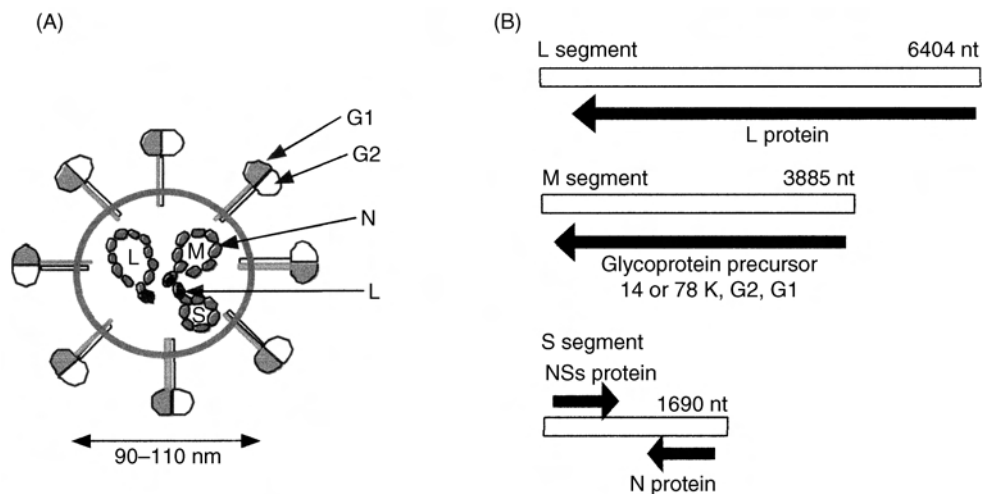 (A)
G1
G2
N
L
L
M
S
90–110 nm
(B)
L segment
6404 nt
L protein
M segment
3885 nt
Glycoprotein precursor
14 or 78 K, G2, G1
S segment
NSs protein
1690 nt
N protein